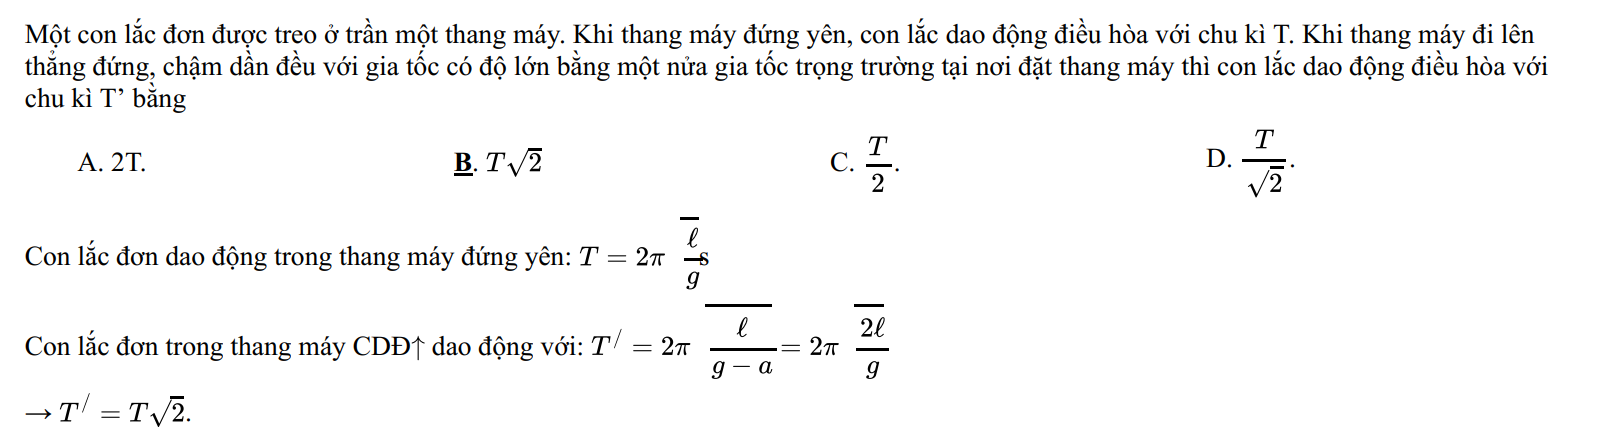 Một con lắc đơn được treo ở trần một thang máy. Khi thang máy đứng yên, con lắc dao động điều hòa với chu kì T. Khi thang máy đi lên
thẳng đứng, chậm dần đều với gia tốc có độ lớn bằng một nửa gia tốc trọng trường tại nơi đặt thang máy thì con lắc dao động điều hòa với
chu kì T’ bằng
A. 2T. B. $T\sqrt{2}$ C. $\frac{T}{2}$. D. $\frac{T}{\sqrt{2}}$.
Con lắc đơn dao động trong thang máy đứng yên: $T = 2\pi \overline{\frac{\ell}{g}}$s
Con lắc đơn trong thang máy CDĐ↑ dao động với: $T^{/} = 2\pi \overline{\frac{\ell}{g-a}} = 2\pi \overline{\frac{2\ell}{g}}$
→ $T^{/} = T\sqrt{2}$.